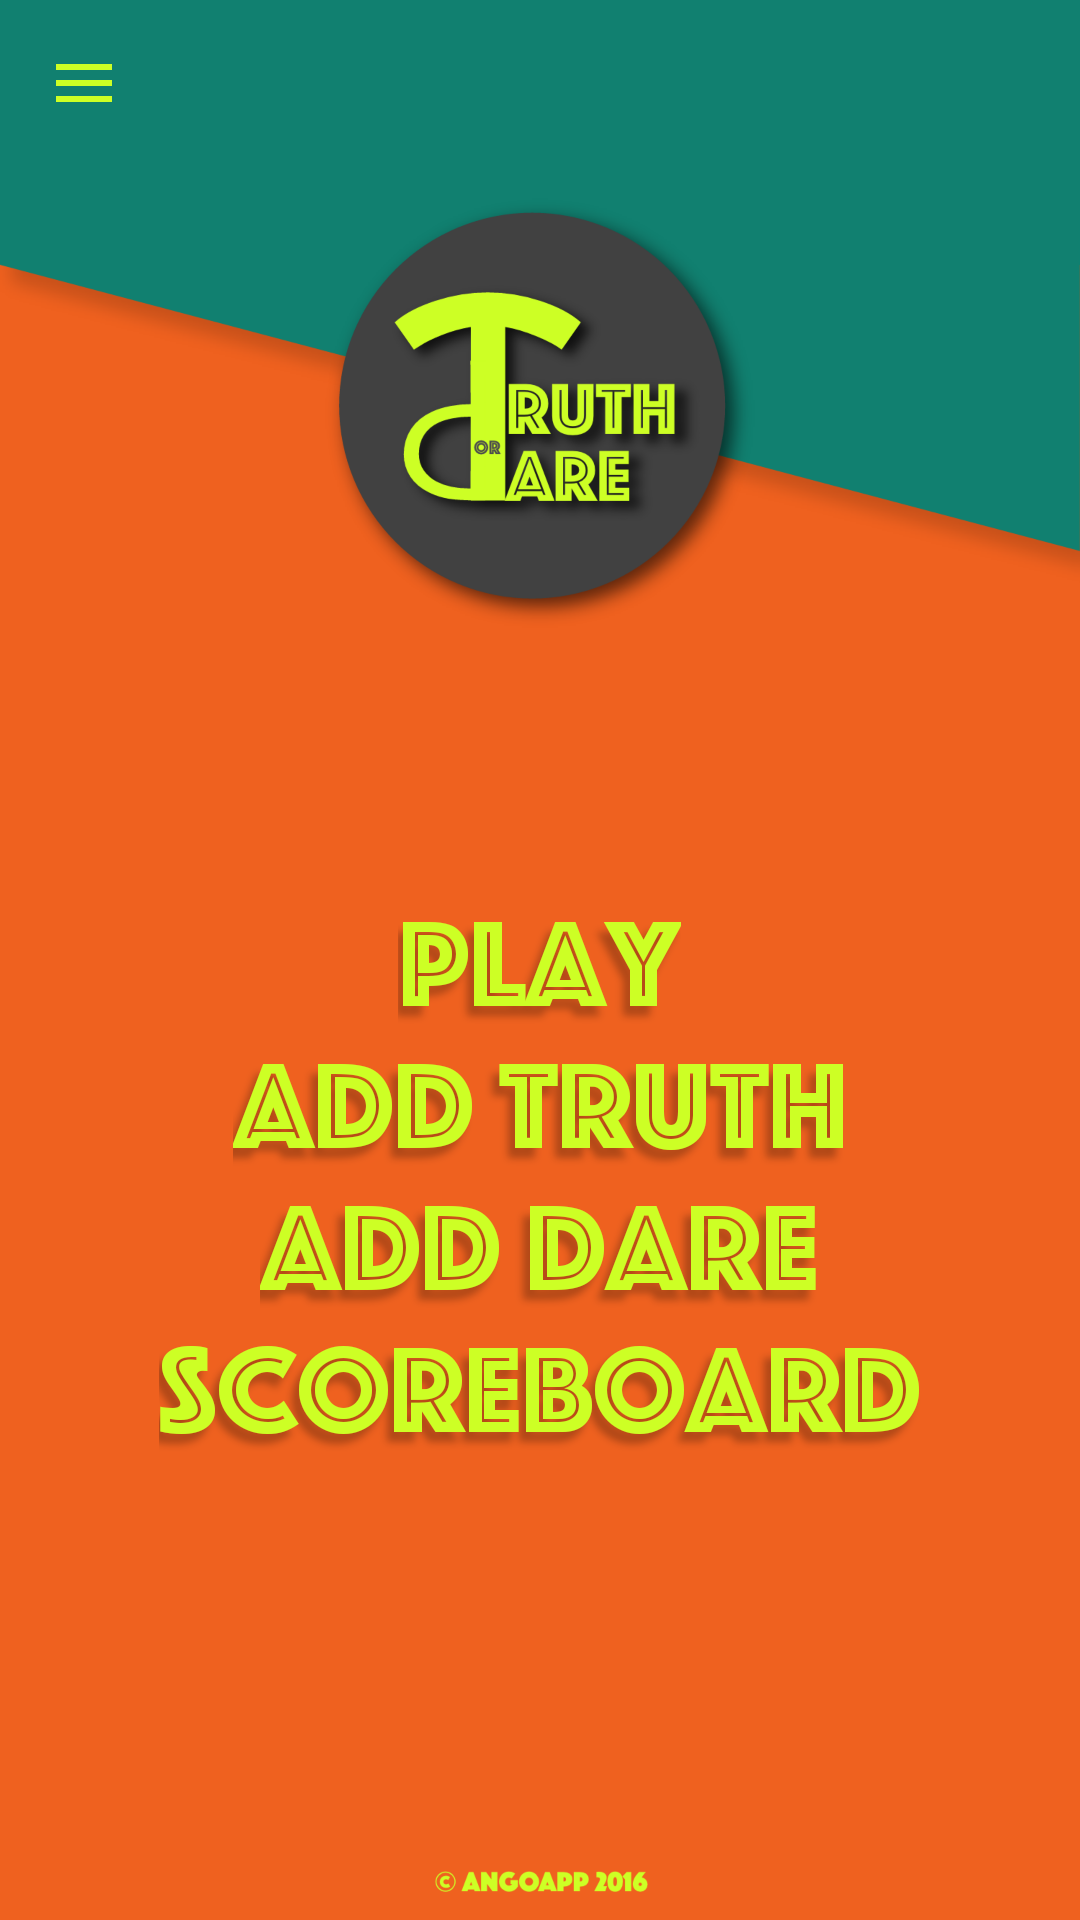 TRUTH
OR
DARE
PLAY
ADD TRUTH
ADD DARE
SCOREBOARD
© ANGOAPP 2016